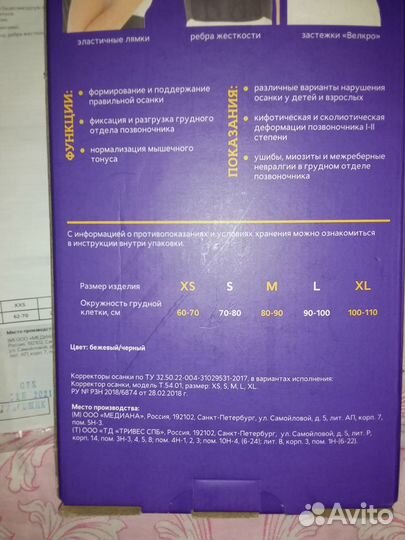 эластичные лямки
ребра жесткости
застежки «Велкро»
ФУНКЦИИ:
формирование и поддержание
правильной осанки
фиксация и разгрузка грудного
отдела позвоночника
нормализация мышечного
тонуса
ПОКАЗАНИЯ:
различные варианты нарушения
осанки у детей и взрослых
кифотическая и сколиотическая
деформации позвоночника I-II
степени
ушибы, миозиты и межреберные
невралгии в грудном отделе
позвоночника
С информацией о противопоказаниях и условиях хранения можно ознакомиться
в инструкции внутри упаковки.
Размер изделия XS S M L XL
Окружность грудной
клетки, см 60-70 70-80 80-90 90-100 100-110
Цвет: бежевый/черный
Корректоры осанки по ТУ 32.50.22-004-31029531-2017, в вариантах исполнения:
Корректор осанки, модель Т.54.01, размер: XS, S, M, L, XL.
РУ № РЗН 2018/6874 от 28.02.2018 г.
Место производства:
(М) ООО «МЕДИАНА», Россия, 192102, Санкт-Петербург, ул. Самойловой, д. 5, лит. АП, корп. 7,
пом. 5Н-3.
(Т) ООО «ТД «ТРИВЕС СПБ», Россия, 192102, Санкт-Петербург, ул. Самойловой, д. 5, лит. Р,
корп. 14, пом. 3Н-3, 4, 5, 8; пом. 4Н-1, 2, 3; пом. 10Н-4, (6-24); лит. В, корп. 3, пом. 1Н-(6-22).
XXS
62-70
Место производс
Avito